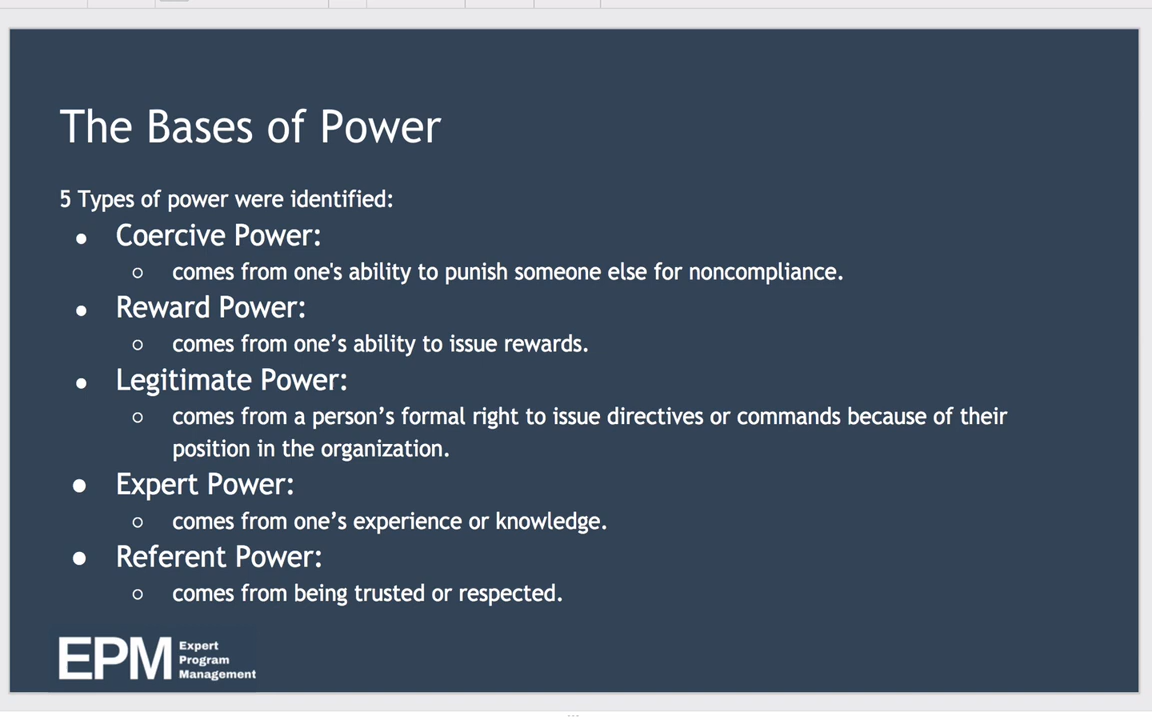 The Bases of Power
5 Types of power were identified:
● Coercive Power:
○ comes from one's ability to punish someone else for noncompliance.
● Reward Power:
○ comes from one’s ability to issue rewards.
● Legitimate Power:
○ comes from a person’s formal right to issue directives or commands because of their
position in the organization.
● Expert Power:
○ comes from one’s experience or knowledge.
● Referent Power:
○ comes from being trusted or respected.
EPM
Expert
Program
Management